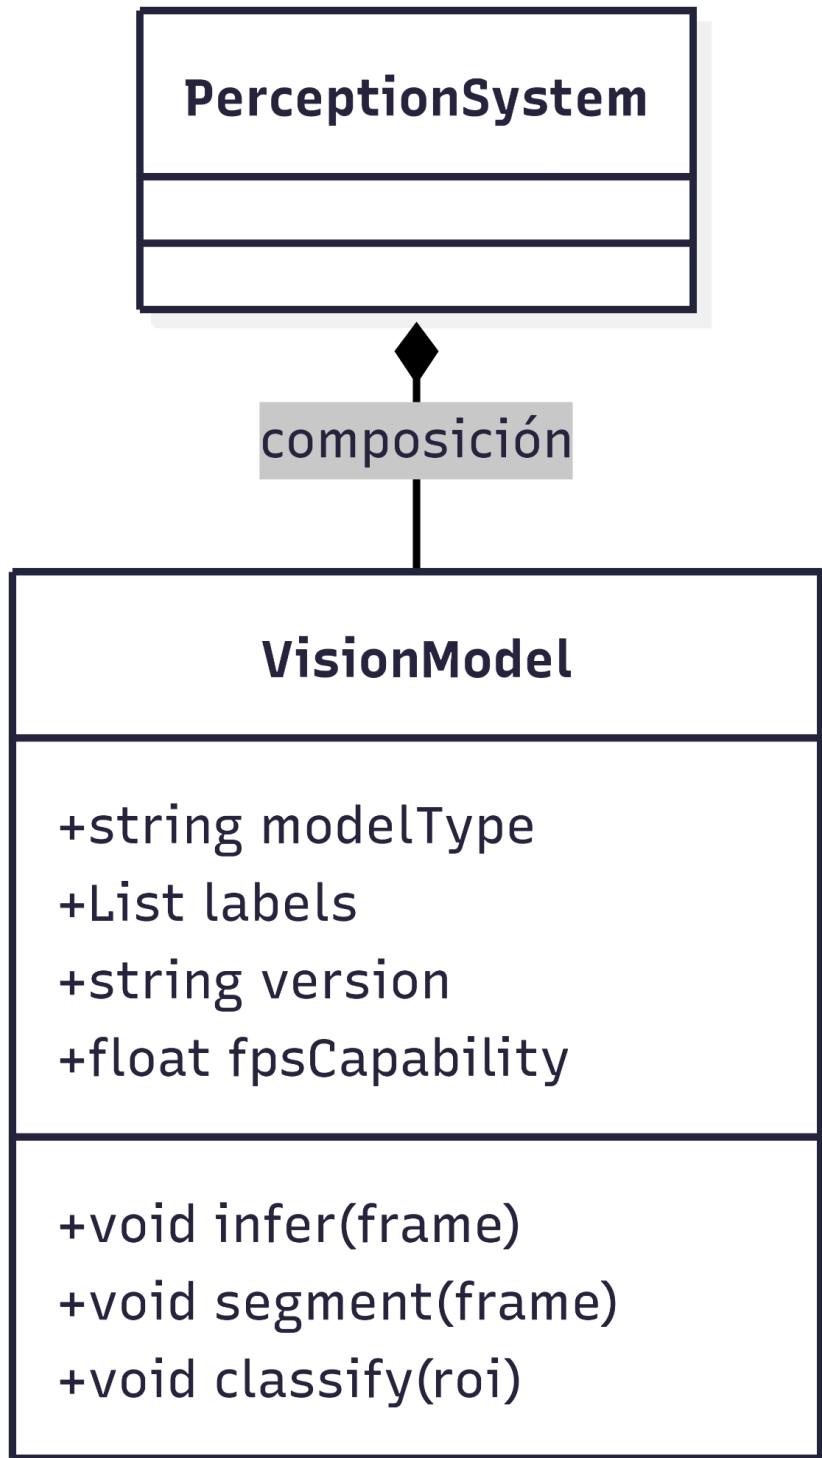 PerceptionSystem
composición
VisionModel
+string modelType
+List labels
+string version
+float fpsCapability
+void infer(frame)
+void segment(frame)
+void classify(roi)